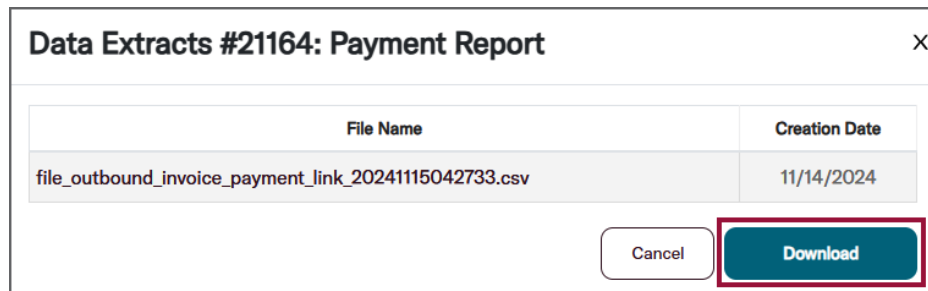 Data Extracts #21164: Payment Report
X
File Name Creation Date
file_outbound_invoice_payment_link_20241115042733.csv 11/14/2024
Cancel Download